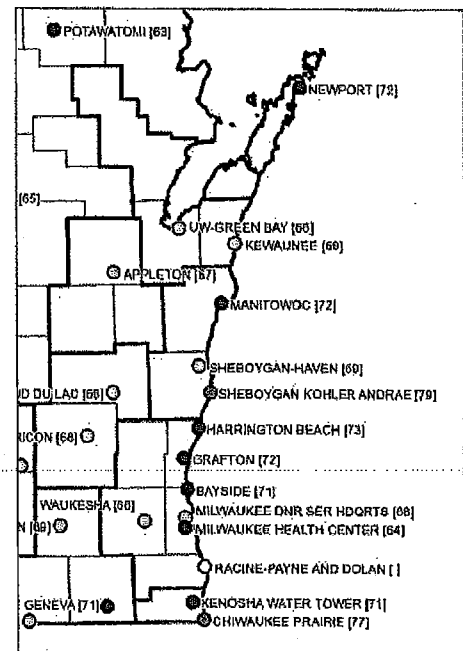 POTAWATOMI [63]
NEWPORT [72]
[65]
UW-GREEN BAY [66]
KEWAUNEE [69]
APPLETON [67]
MANITOWOC [72]
SHEBOYGAN-HAVEN [69]
UD DU LAC [66]
SHEBOYGAN KOHLER ANDRAE [79]
HARRINGTON BEACH [73]
RICON [68]
GRAFTON [72]
BAYSIDE [71]
WAUKESHA [66]
MILWAUKEE DNR SER HDQRTS [68]
N [69]
MILWAUKEE HEALTH CENTER [64]
RACINE-PAYNE AND DOLAN [ ]
GENEVA [71]
KENOSHA WATER TOWER [71]
CHIWAUKEE PRAIRIE [77]